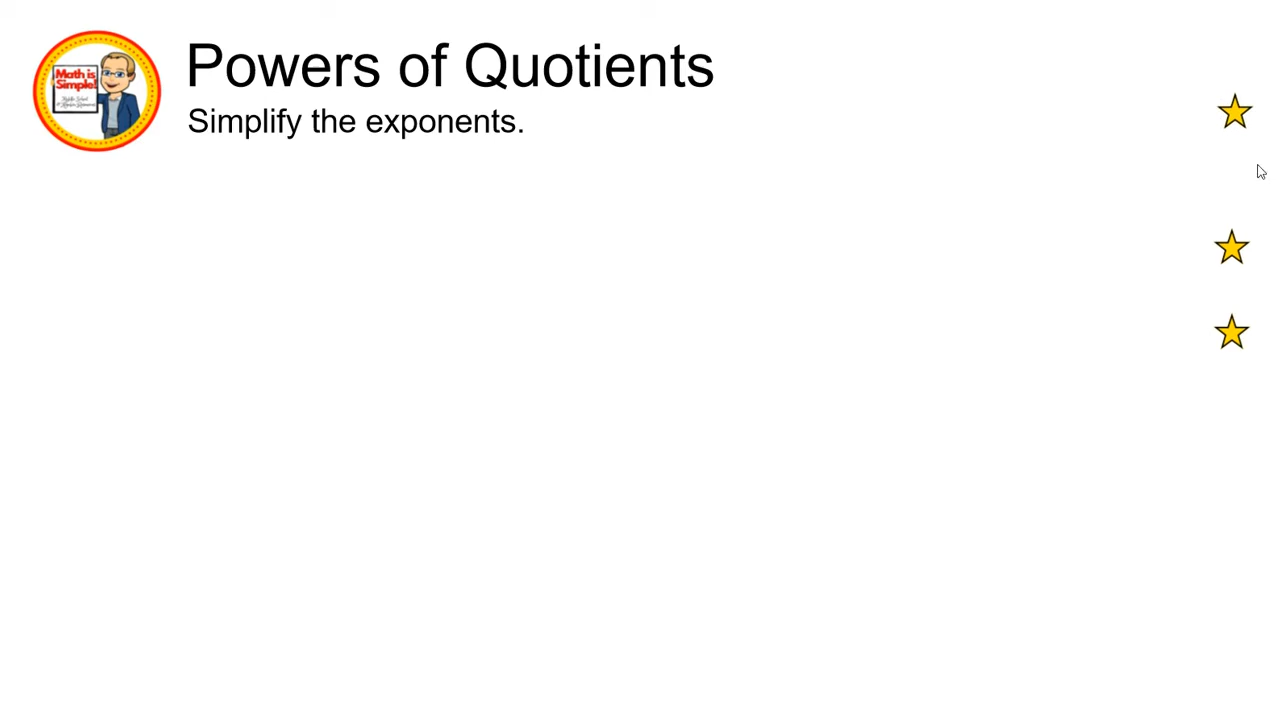 Powers of Quotients
Simplify the exponents.
Math is
Simple!